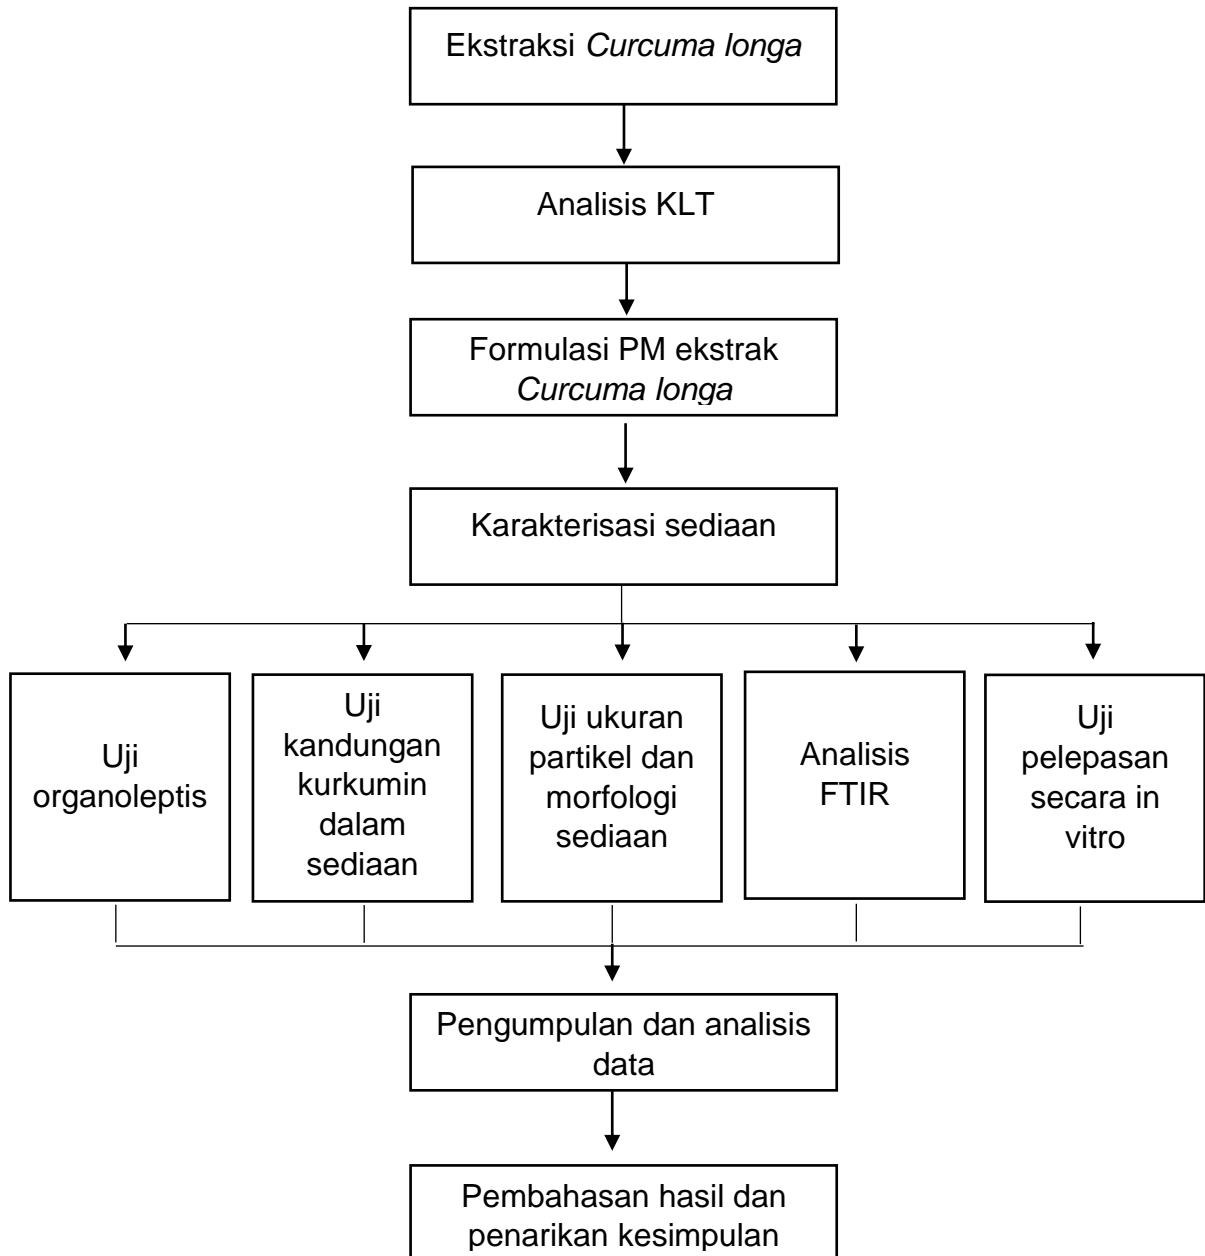 Ekstraksi Curcuma longa
Analisis KLT
Formulasi PM ekstrak
Curcuma longa
Karakterisasi sediaan
Uji
organoleptis
Uji
kandungan
kurkumin
dalam
sediaan
Uji ukuran
partikel dan
morfologi
sediaan
Analisis
FTIR
Uji
pelepasan
secara in
vitro
Pengumpulan dan analisis
data
Pembahasan hasil dan
penarikan kesimpulan